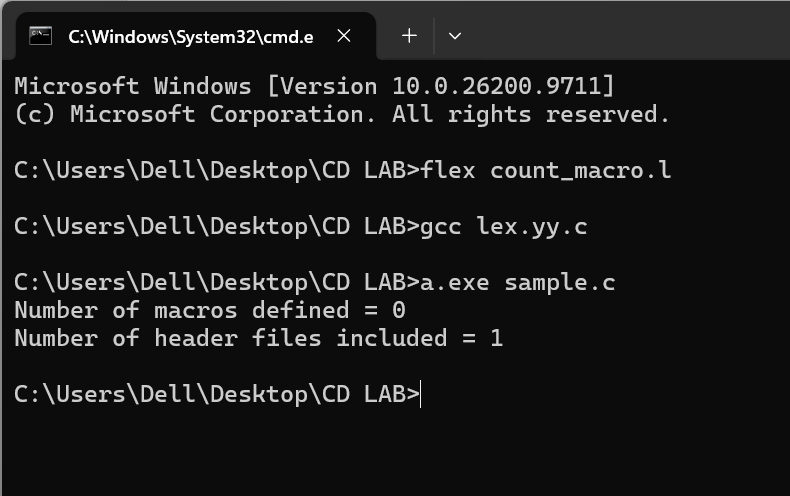 C:\Windows\System32\cmd.e
Microsoft Windows [Version 10.0.26200.9711]
(c) Microsoft Corporation. All rights reserved.
C:\Users\Dell\Desktop\CD LAB>flex count_macro.l
C:\Users\Dell\Desktop\CD LAB>gcc lex.yy.c
C:\Users\Dell\Desktop\CD LAB>a.exe sample.c
Number of macros defined = 0
Number of header files included = 1
C:\Users\Dell\Desktop\CD LAB>